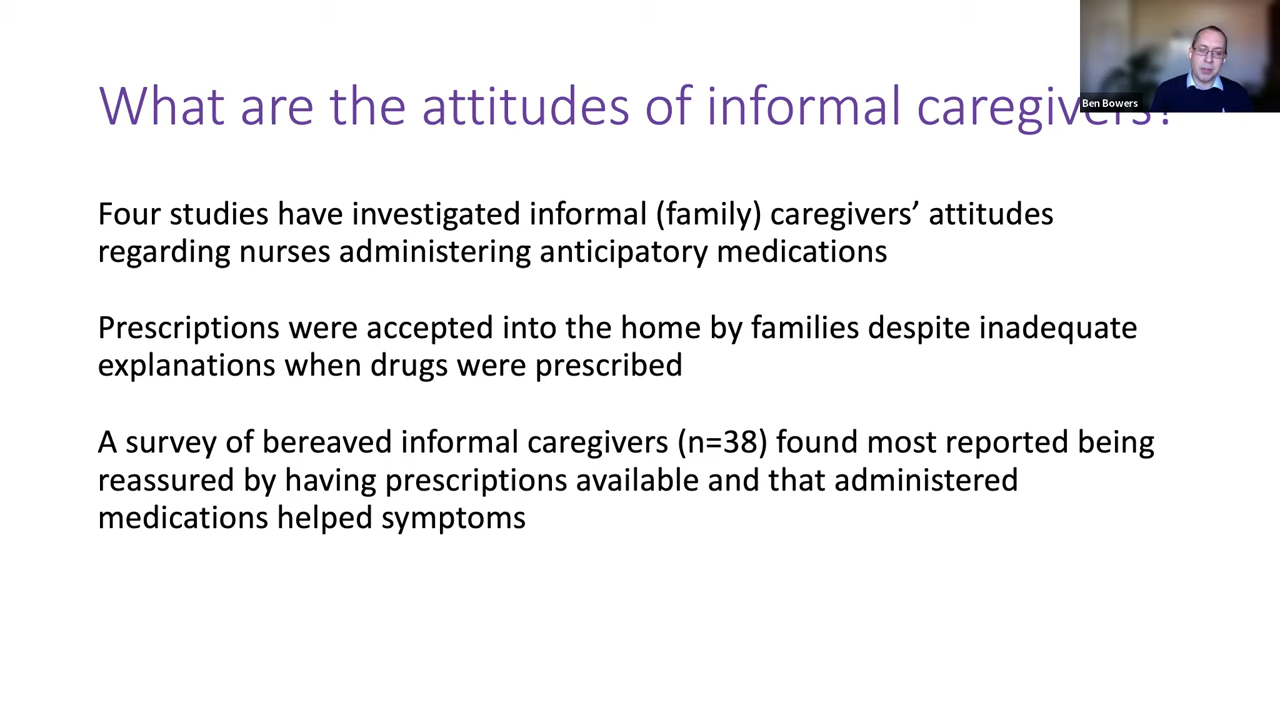 What are the attitudes of informal caregivers?
Ben Bowers
Four studies have investigated informal (family) caregivers’ attitudes
regarding nurses administering anticipatory medications
Prescriptions were accepted into the home by families despite inadequate
explanations when drugs were prescribed
A survey of bereaved informal caregivers (n=38) found most reported being
reassured by having prescriptions available and that administered
medications helped symptoms